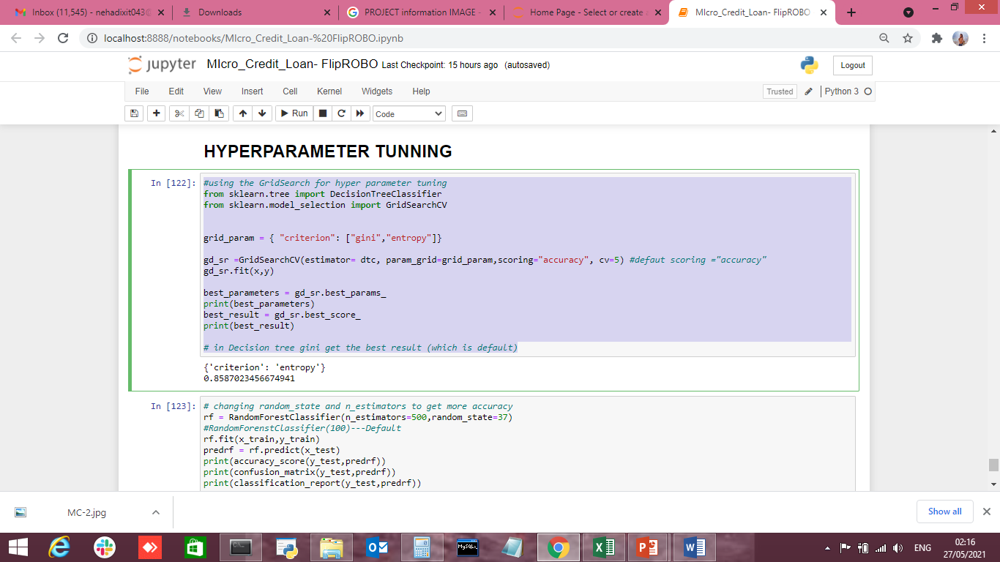 Inbox (11,545) - nehadixit043
Downloads
PROJECT information IMAGE -
Home Page - Select or create
MIcro_Credit_Loan- FlipROBO
localhost:8888/notebooks/MIcro_Credit_Loan-%20FlipROBO.ipynb
jupyter MIcro_Credit_Loan- FlipROBO Last Checkpoint: 15 hours ago (autosaved)
Logout
File Edit View Insert Cell Kernel Widgets Help
Trusted
Python 3
Run
Code
HYPERPARAMETER TUNNING
In [122]:
#using the GridSearch for hyper parameter tuning
from sklearn.tree import DecisionTreeClassifier
from sklearn.model_selection import GridSearchCV
grid_param = { "criterion": ["gini","entropy"]}
gd_sr =GridSearchCV(estimator= dtc, param_grid=grid_param,scoring="accuracy", cv=5) #defaut scoring ="accuracy"
gd_sr.fit(x,y)
best_parameters = gd_sr.best_params_
print(best_parameters)
best_result = gd_sr.best_score_
print(best_result)
# in Decision tree gini get the best result (which is default)
{'criterion': 'entropy'}
0.8587023456674941
In [123]:
# changing random_state and n_estimators to get more accuracy
rf = RandomForestClassifier(n_estimators=500,random_state=37)
#RandomForenstClassifier(100)---Default
rf.fit(x_train,y_train)
predrf = rf.predict(x_test)
print(accuracy_score(y_test,predrf))
print(confusion_matrix(y_test,predrf))
print(classification_report(y_test,predrf))
MC-2.jpg
Show all
MySQL
ENG
02:16
27/05/2021